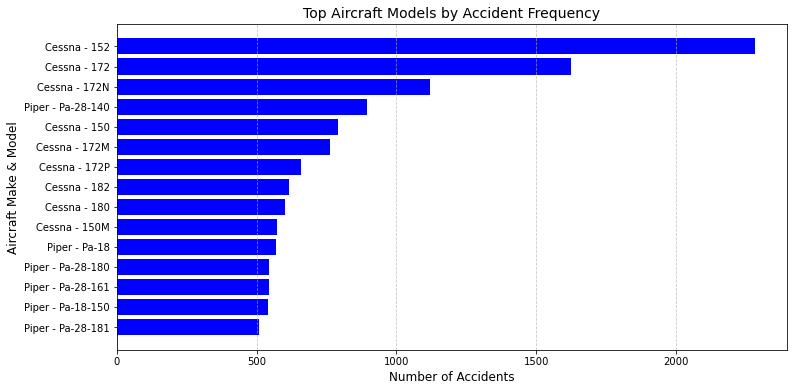 Top Aircraft Models by Accident Frequency
Aircraft Make & Model
Cessna - 152
Cessna - 172
Cessna - 172N
Piper - Pa-28-140
Cessna - 150
Cessna - 172M
Cessna - 172P
Cessna - 182
Cessna - 180
Cessna - 150M
Piper - Pa-18
Piper - Pa-28-180
Piper - Pa-28-161
Piper - Pa-18-150
Piper - Pa-28-181
0 500 1000 1500 2000
Number of Accidents